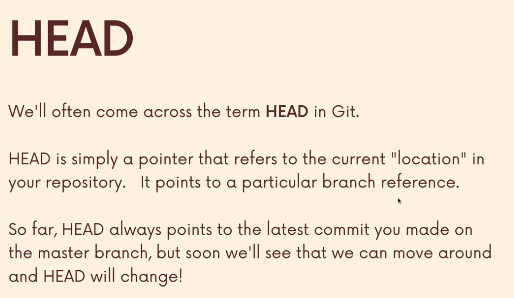 HEAD
We'll often come across the term HEAD in Git.
HEAD is simply a pointer that refers to the current "location" in
your repository.   It points to a particular branch reference.
So far, HEAD always points to the latest commit you made on
the master branch, but soon we'll see that we can move around
and HEAD will change!